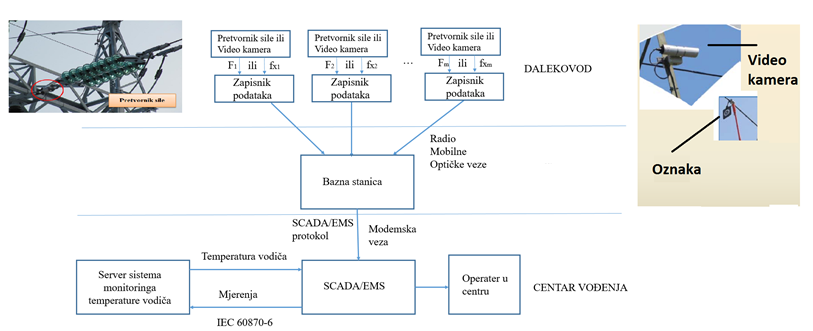 Pretvornik sile
Pretvornik sile ili
Video kamera
F1 ili fx1
Zapisnik
podataka
Pretvornik sile ili
Video kamera
F2 ili fx2
Zapisnik
podataka
...
Pretvornik sile ili
Video kamera
Fm ili fxm
Zapisnik
podataka
DALEKOVOD
Video
kamera
Oznaka
Radio
Mobilne
Optičke veze
Bazna stanica
SCADA/EMS
protokol
Modemska
veza
Server sistema
monitoringa
temperature vodiča
Temperatura vodiča
Mjerenja
IEC 60870-6
SCADA/EMS
Operater u
centru
CENTAR VOĐENJA